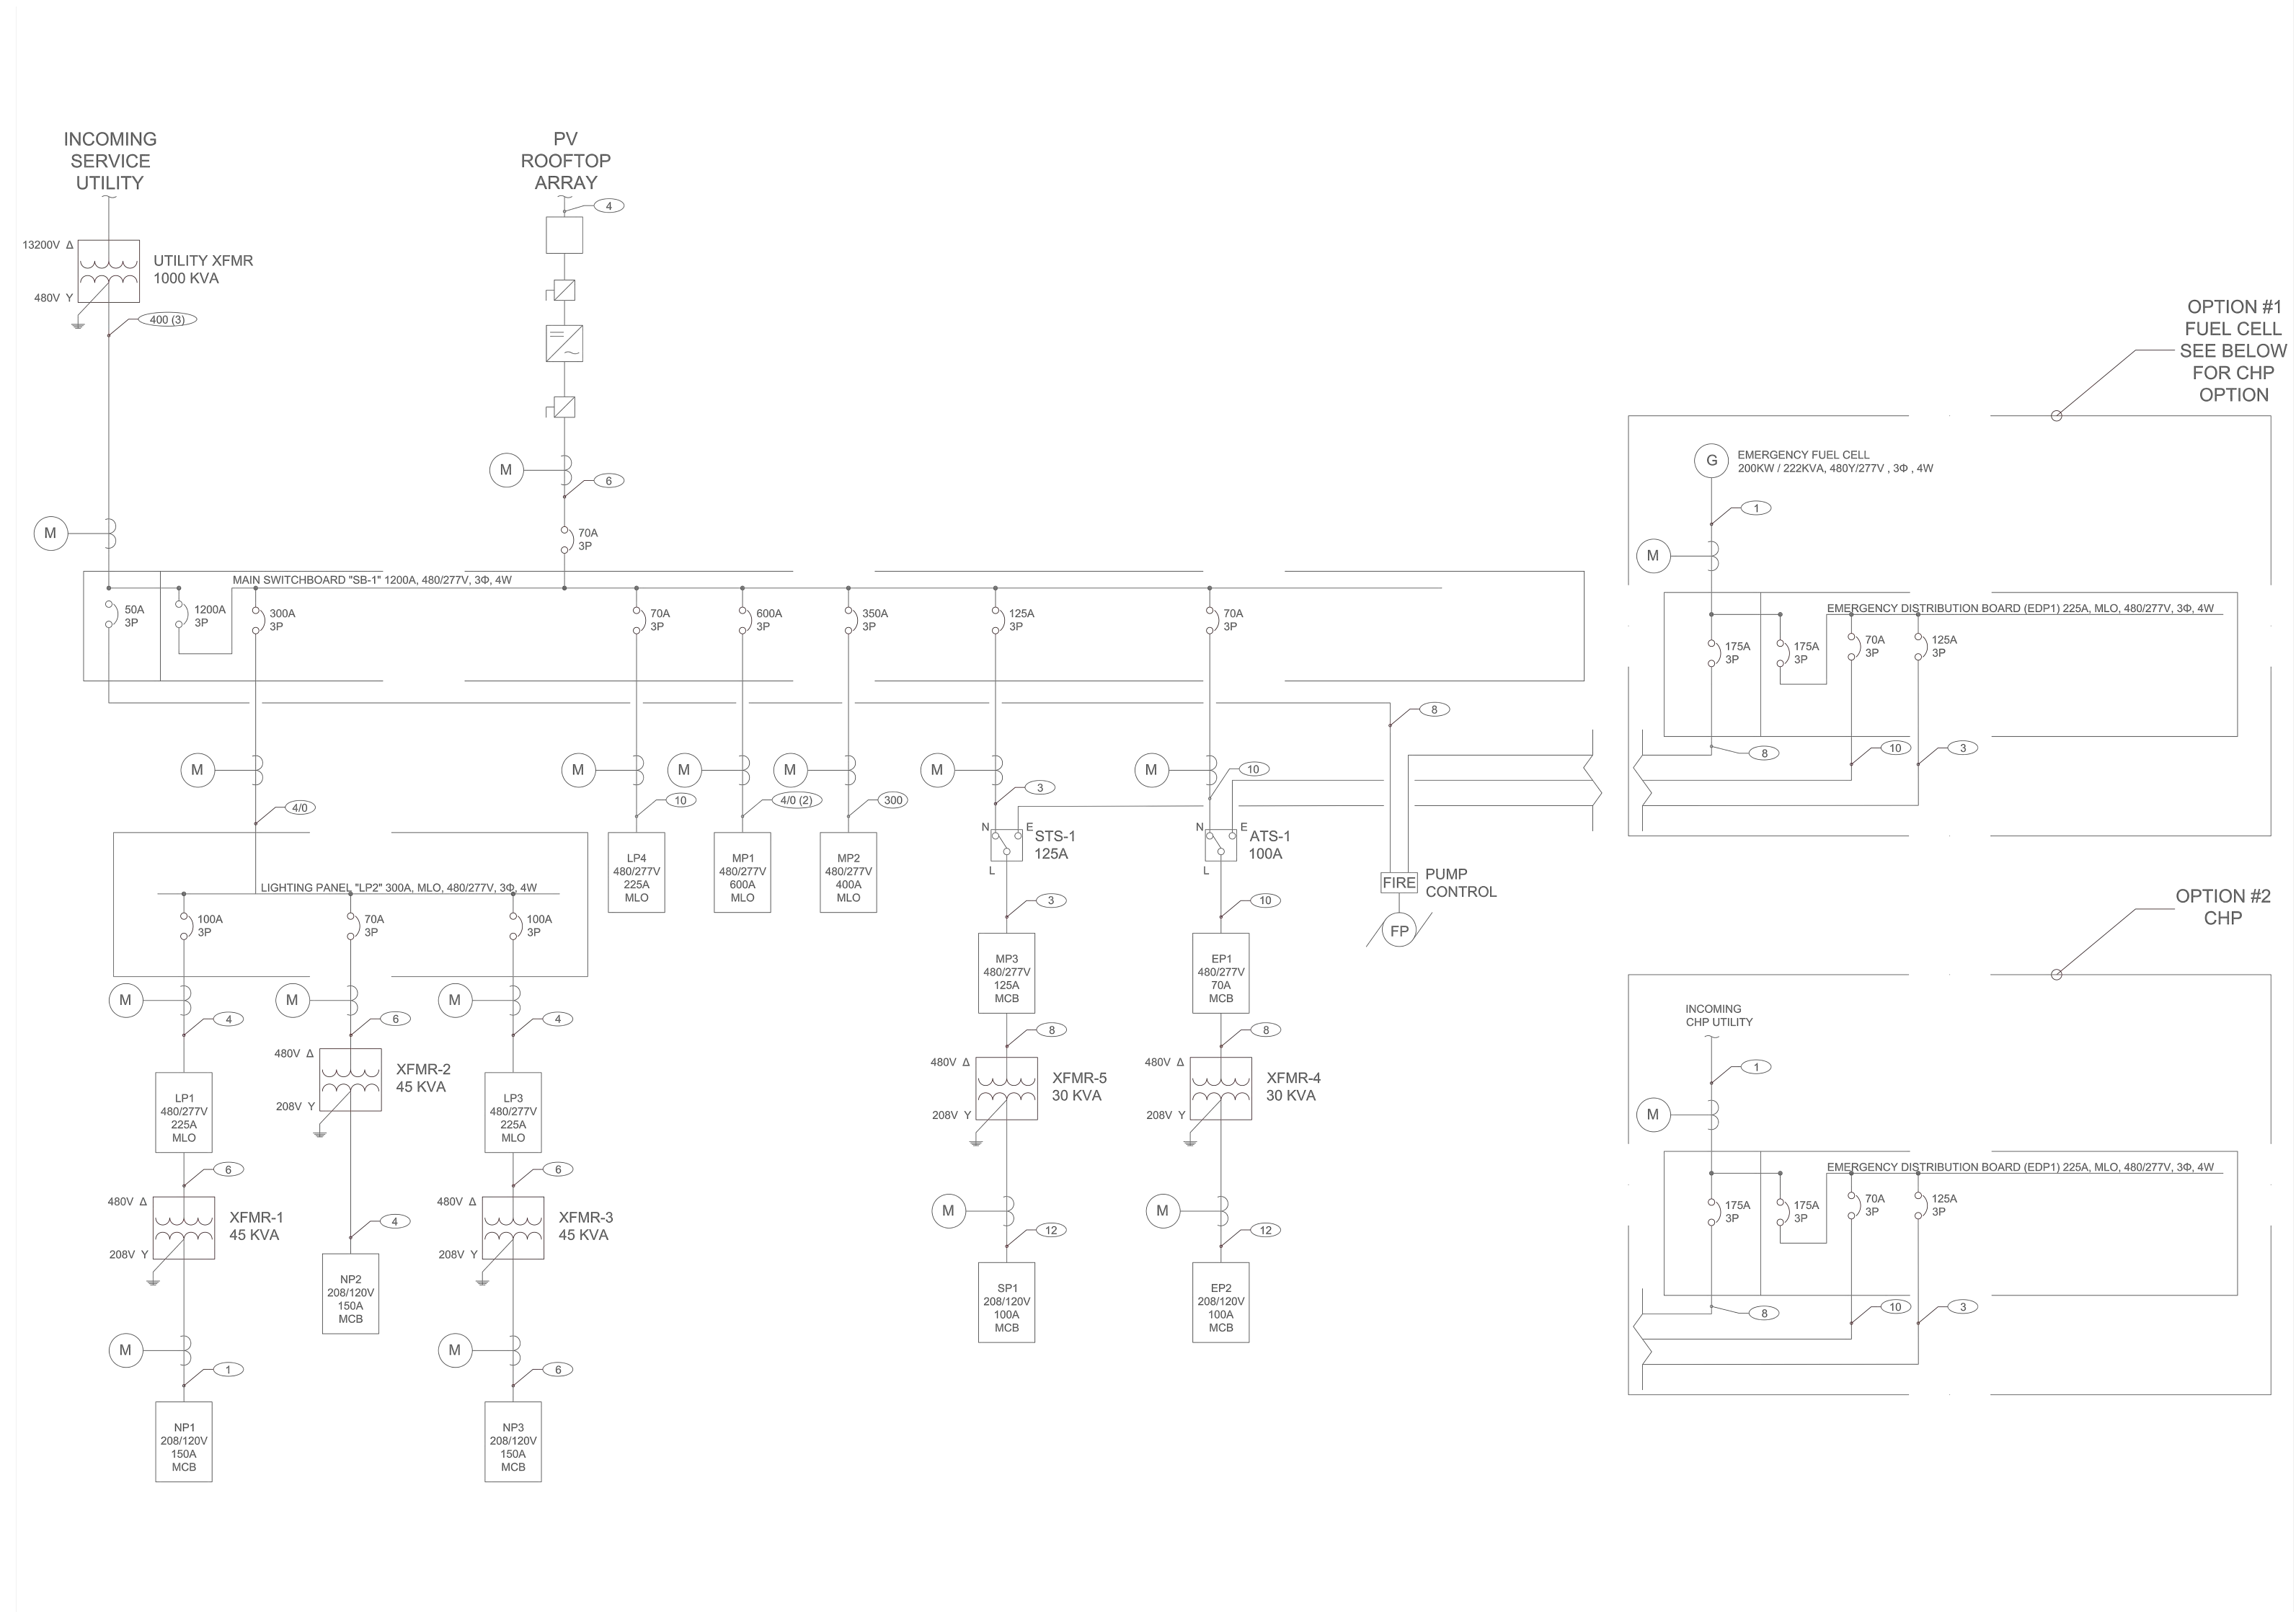 INCOMING
SERVICE
UTILITY
13200V Δ
480V Y
UTILITY XFMR
1000 KVA
400 (3)
M
PV
ROOFTOP
ARRAY
4
M
6
70A
3P
MAIN SWITCHBOARD "SB-1" 1200A, 480/277V, 3Φ, 4W
50A
3P
1200A
3P
300A
3P
70A
3P
600A
3P
350A
3P
125A
3P
70A
3P
8
M
4/0
M
10
M
4/0 (2)
M
300
M
3
M
10
LP4
480/277V
225A
MLO
MP1
480/277V
600A
MLO
MP2
480/277V
400A
MLO
N
E
L
STS-1
125A
N
E
L
ATS-1
100A
FIRE
PUMP
CONTROL
FP
LIGHTING PANEL "LP2" 300A, MLO, 480/277V, 3Φ, 4W
100A
3P
70A
3P
100A
3P
M
4
M
6
M
4
LP1
480/277V
225A
MLO
480V Δ
208V Y
XFMR-2
45 KVA
LP3
480/277V
225A
MLO
6
480V Δ
208V Y
XFMR-1
45 KVA
4
NP2
208/120V
150A
MCB
6
480V Δ
208V Y
XFMR-3
45 KVA
M
1
NP1
208/120V
150A
MCB
M
6
NP3
208/120V
150A
MCB
3
MP3
480/277V
125A
MCB
8
480V Δ
208V Y
XFMR-5
30 KVA
M
12
SP1
208/120V
100A
MCB
10
EP1
480/277V
70A
MCB
8
480V Δ
208V Y
XFMR-4
30 KVA
M
12
EP2
208/120V
100A
MCB
OPTION #1
FUEL CELL
SEE BELOW
FOR CHP
OPTION
G
EMERGENCY FUEL CELL
200KW / 222KVA, 480Y/277V , 3Φ , 4W
1
M
EMERGENCY DISTRIBUTION BOARD (EDP1) 225A, MLO, 480/277V, 3Φ, 4W
175A
3P
175A
3P
70A
3P
125A
3P
8
10
3
OPTION #2
CHP
INCOMING
CHP UTILITY
1
M
EMERGENCY DISTRIBUTION BOARD (EDP1) 225A, MLO, 480/277V, 3Φ, 4W
175A
3P
175A
3P
70A
3P
125A
3P
8
10
3